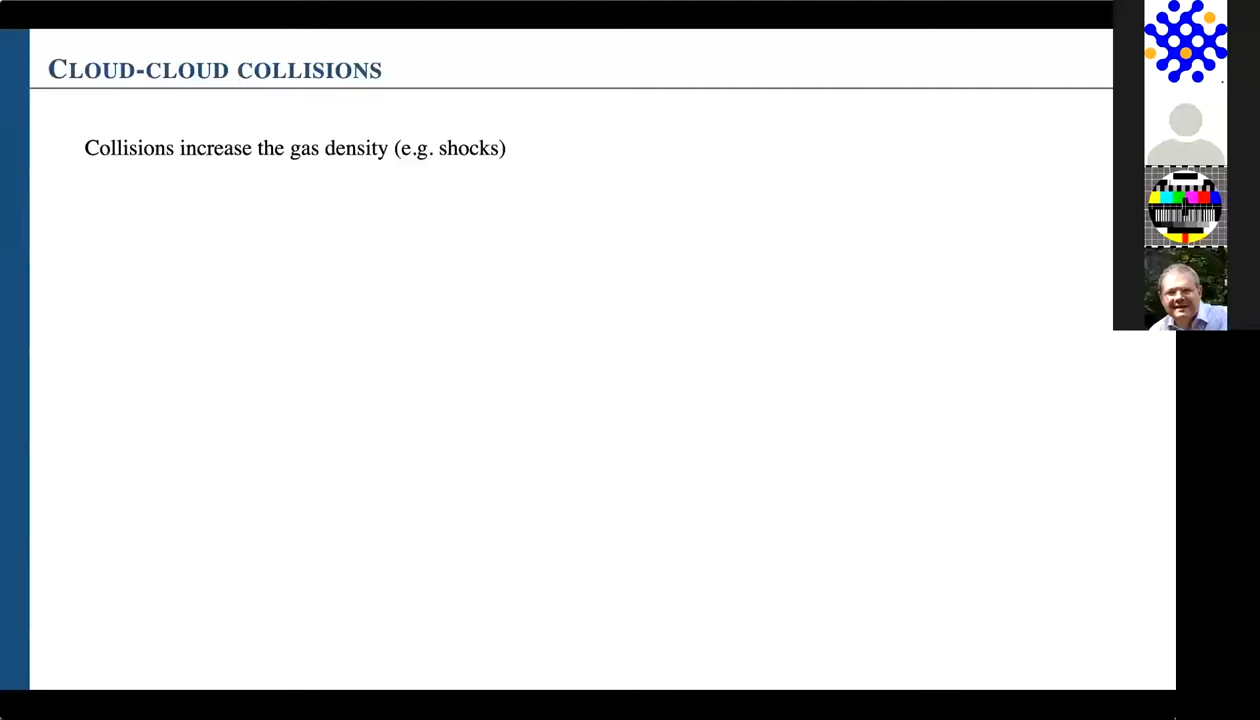 CLOUD-CLOUD COLLISIONS
Collisions increase the gas density (e.g. shocks)